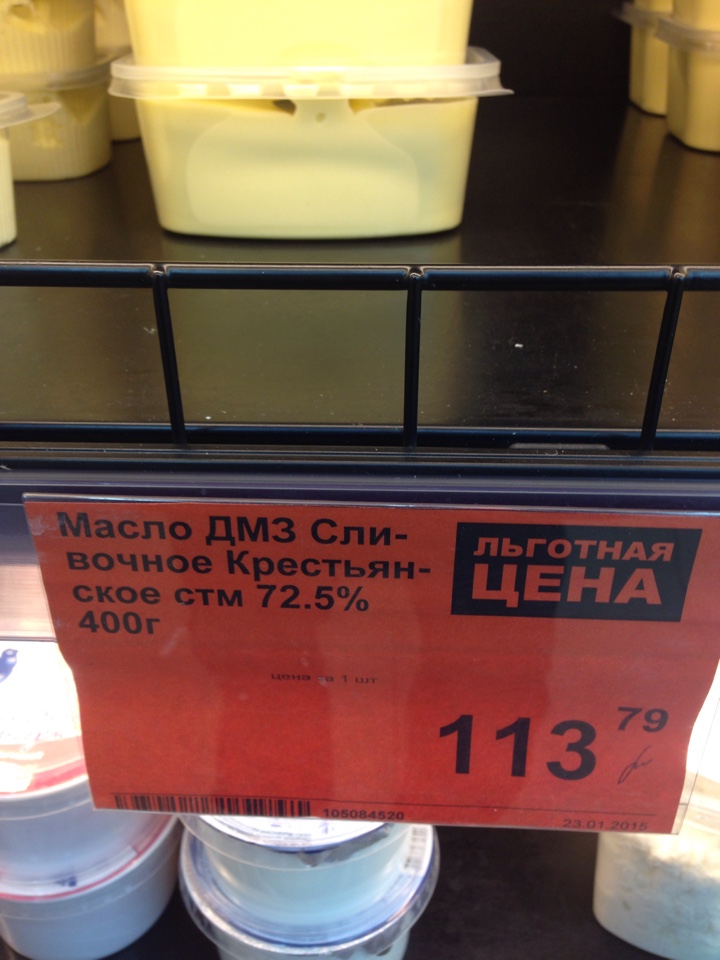 Масло ДМЗ Сли-
вочное Крестьян-
ское стм 72.5%
400г
ЛЬГОТНАЯ
ЦЕНА
цена за 1 шт
113 79
105084520
23.01.2015